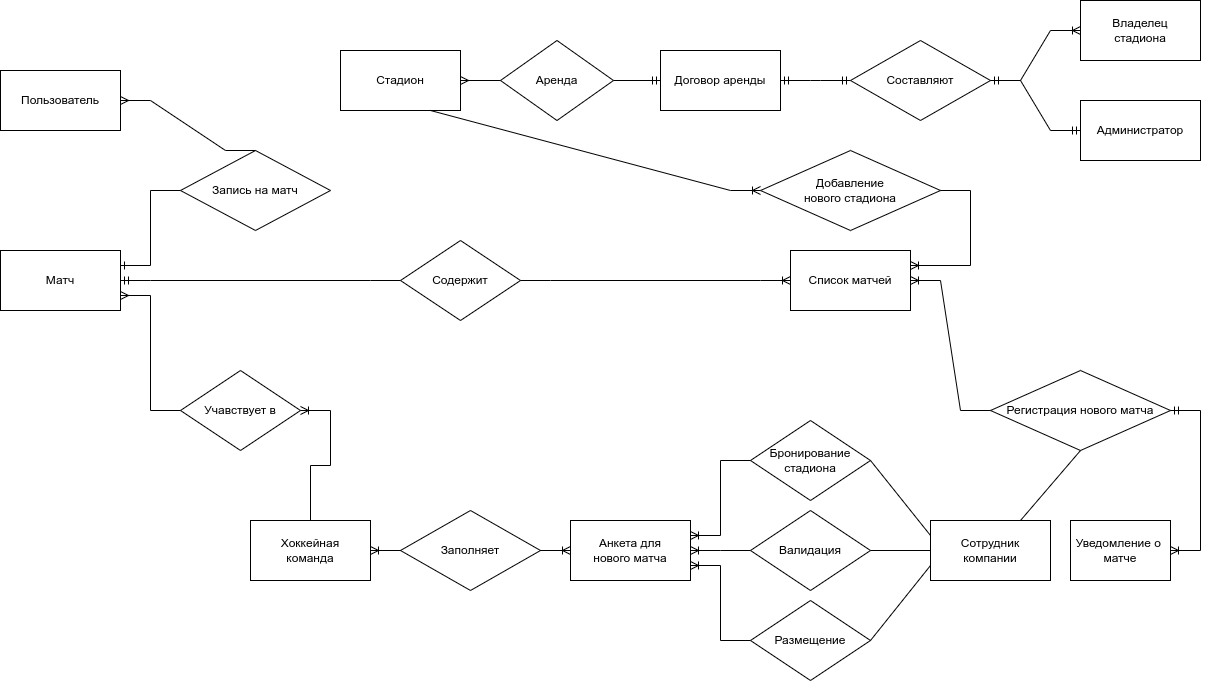 Владелец
стадиона
Стадион
Аренда
Договор аренды
Составляют
Пользователь
Администратор
Запись на матч
Добавление
нового стадиона
Матч
Содержит
Список матчей
Учавствует в
Регистрация нового матча
Бронирование
стадиона
Хоккейная
команда
Заполняет
Анкета для
нового матча
Валидация
Сотрудник
компании
Уведомление о
матче
Размещение